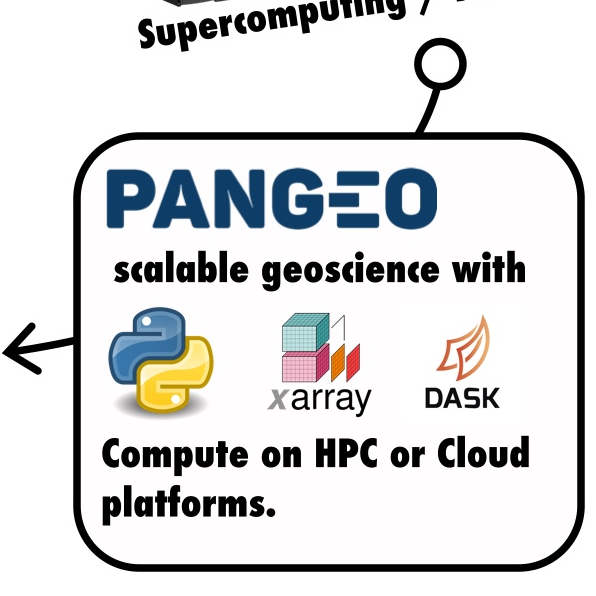 Supercomputing /
PANGEO
scalable geoscience with
xarray
DASK
Compute on HPC or Cloud
platforms.